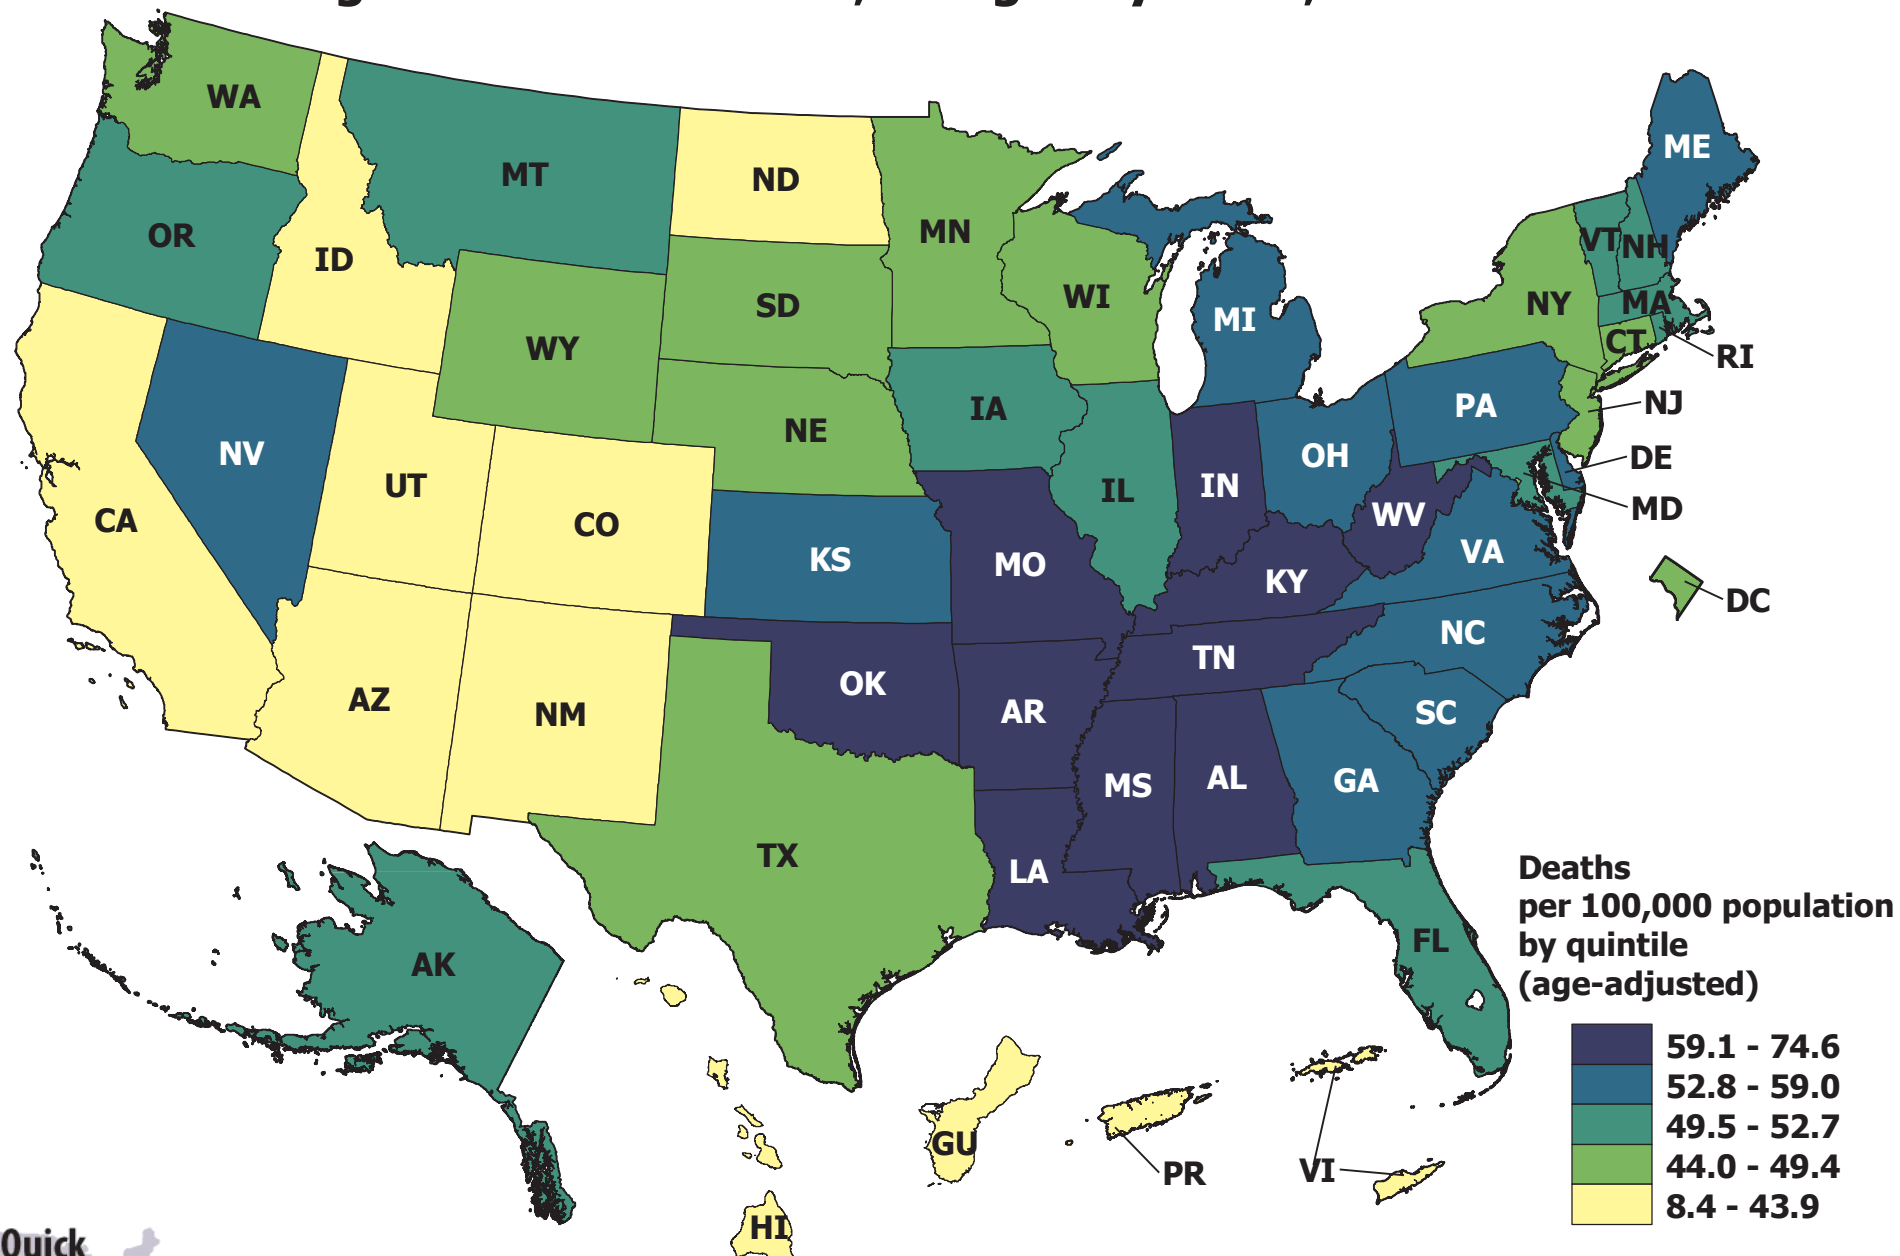 WA
MT
ND
ME
OR
ID
MN
VT
NH
SD
WI
NY
MA
WY
MI
CT
RI
NE
IA
PA
NJ
NV
UT
IL
IN
OH
DE
CA
CO
WV
MD
KS
MO
KY
VA
DC
NC
TN
OK
AZ
NM
AR
SC
MS
AL
GA
TX
LA
FL
AK
Deaths
per 100,000 population
by quintile
(age-adjusted)
59.1 - 74.6
52.8 - 59.0
49.5 - 52.7
44.0 - 49.4
8.4 - 43.9
GU
PR
VI
HI
Quick